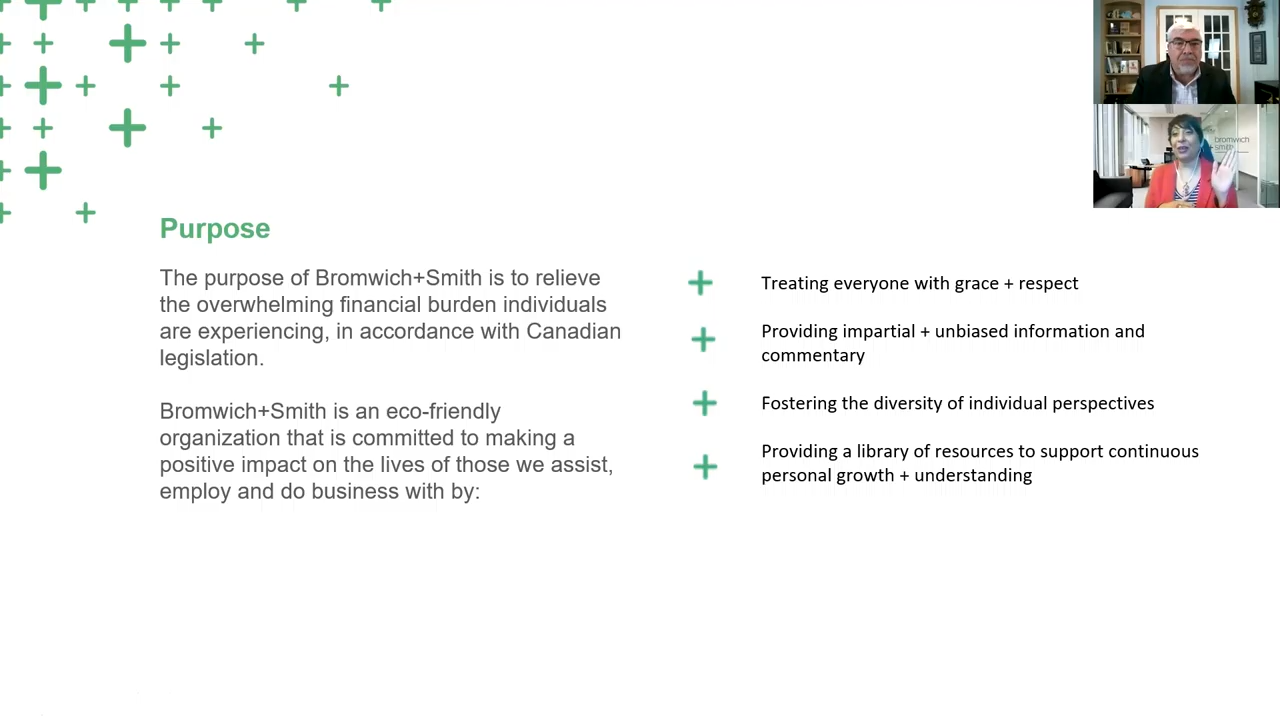 Purpose
The purpose of Bromwich+Smith is to relieve
the overwhelming financial burden individuals
are experiencing, in accordance with Canadian
legislation.
Bromwich+Smith is an eco-friendly
organization that is committed to making a
positive impact on the lives of those we assist,
employ and do business with by:
Treating everyone with grace + respect
Providing impartial + unbiased information and
commentary
Fostering the diversity of individual perspectives
Providing a library of resources to support continuous
personal growth + understanding
bromwich
+ smith